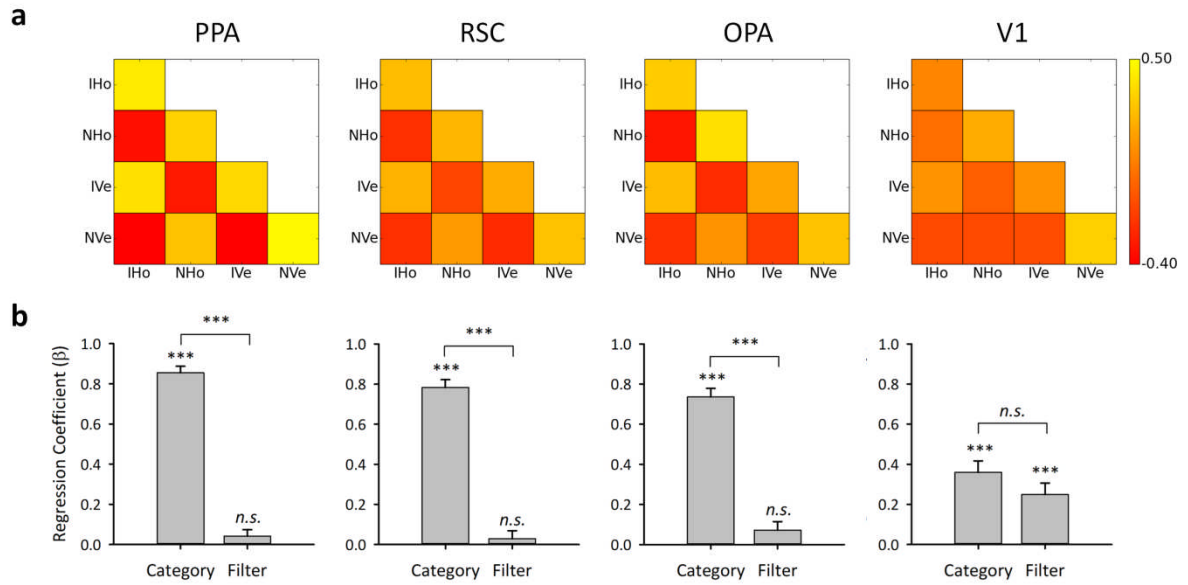 a
PPA RSC OPA V1
IHo IHo IHo IHo 0.50
NHo NHo NHo NHo
IVe IVe IVe IVe
NVe NVe NVe NVe -0.40
IHo NHo IVe NVe IHo NHo IVe NVe IHo NHo IVe NVe IHo NHo IVe NVe
b
*** *** *** n.s.
*** *** *** *** ***
n.s. n.s. n.s.
Regression Coefficient (β)
1.0 1.0 1.0 1.0
0.8 0.8 0.8 0.8
0.6 0.6 0.6 0.6
0.4 0.4 0.4 0.4
0.2 0.2 0.2 0.2
0.0 0.0 0.0 0.0
Category Filter Category Filter Category Filter Category Filter